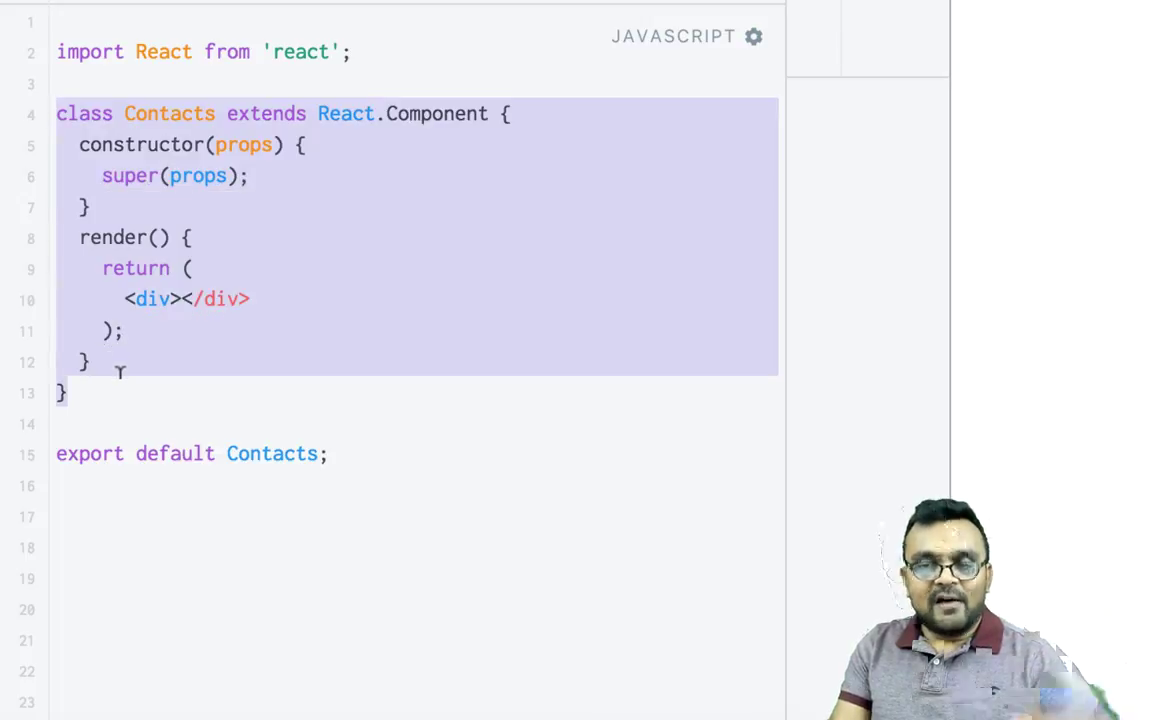 JAVASCRIPT
1
2 import React from 'react';
3
4 class Contacts extends React.Component {
5 constructor(props) {
6 super(props);
7 }
8 render() {
9 return (
10 <div></div>
11 );
12 }
13 }
14
15 export default Contacts;
16
17
18
19
20
21
22
23